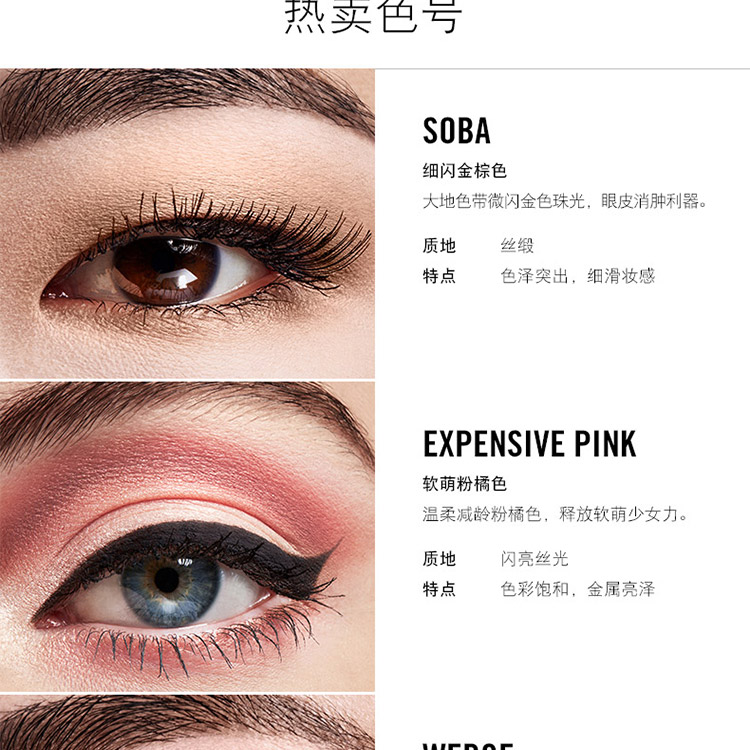 热卖色号
SOBA
细闪金棕色
大地色带微闪金色珠光，眼皮消肿利器。
质地 丝缎
特点 色泽突出，细滑妆感
EXPENSIVE PINK
软萌粉橘色
温柔减龄粉橘色，释放软萌少女力。
质地 闪亮丝光
特点 色彩饱和，金属亮泽